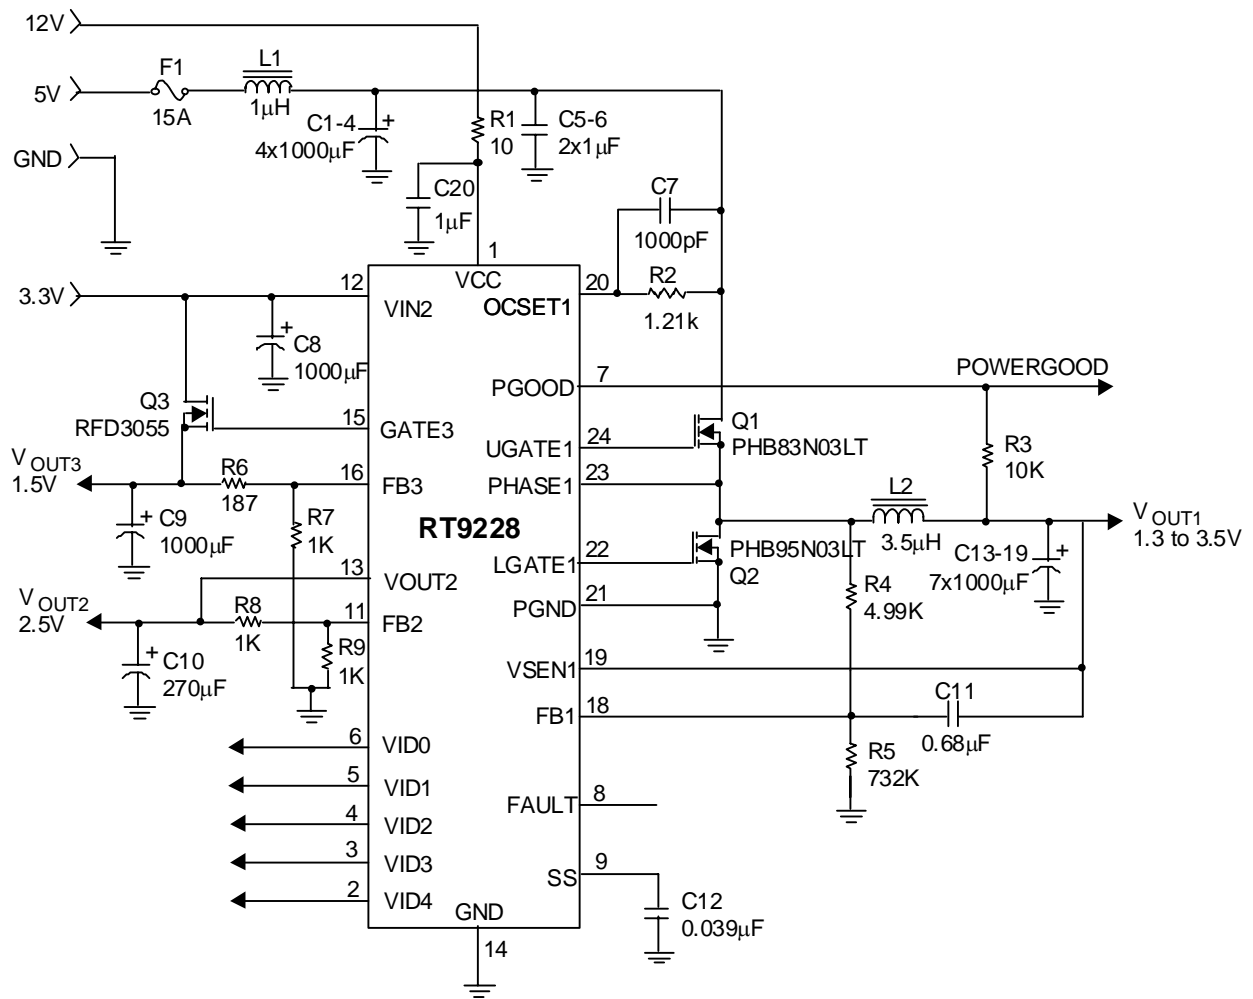 12V
5V
F1
15A
L1
1µH
GND
C1-4
4x1000µF
R1
10
C5-6
2x1µF
C20
1µF
C7
1000pF
1
VCC
3.3V
12
VIN2
20
OCSET1
R2
1.21k
C8
1000µF
POWERGOOD
PGOOD
7
Q3
RFD3055
15
GATE3
UGATE1
24
Q1
PHB83N03LT
R3
10K
VOUT3
1.5V
R6
187
16
FB3
PHASE1
23
L2
3.5µH
VOUT1
1.3 to 3.5V
C9
1000µF
R7
1K
RT9228
LGATE1
22
PHB95N03LT
Q2
C13-19
7x1000µF
13
VOUT2
R4
4.99K
PGND
21
VOUT2
2.5V
R8
1K
11
FB2
R9
1K
C10
270µF
VSEN1
19
FB1
18
C11
0.68µF
6
VID0
R5
732K
5
VID1
FAULT
8
4
VID2
3
VID3
SS
9
2
VID4
C12
0.039µF
GND
14